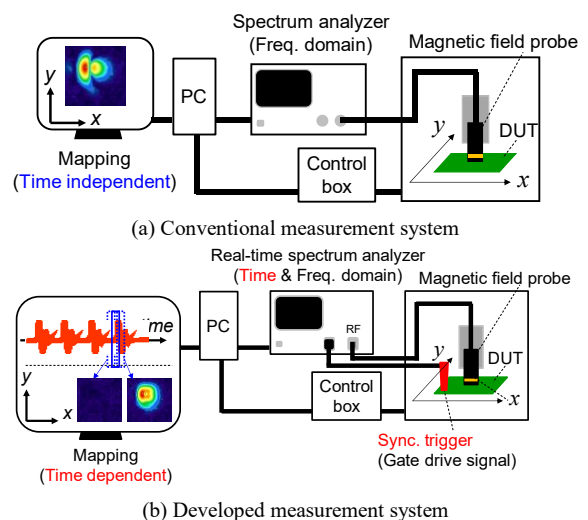 Spectrum analyzer
(Freq. domain)
Magnetic field probe
y
x
PC
y
DUT
x
Control
box
Mapping
(Time independent)
(a) Conventional measurement system
Real-time spectrum analyzer
(Time & Freq. domain)
Magnetic field probe
me
PC
RF
y
DUT
x
y
x
Control
box
Sync. trigger
(Gate drive signal)
Mapping
(Time dependent)
(b) Developed measurement system